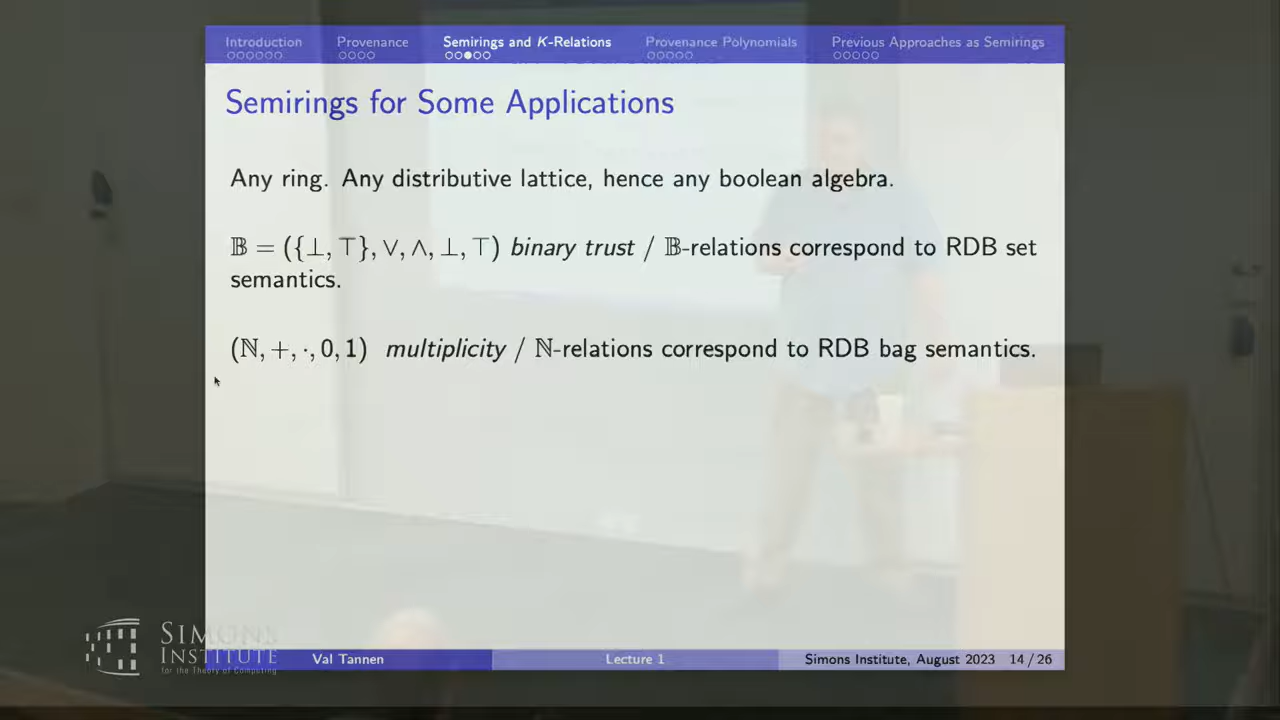 Introduction Provenance Semirings and K-Relations Provenance Polynomials Previous Approaches as Semirings
Semirings for Some Applications
Any ring. Any distributive lattice, hence any boolean algebra.
𝔹 = ({⊥, ⊤}, ∨, ∧, ⊥, ⊤) binary trust / 𝔹-relations correspond to RDB set
semantics.
(ℕ, +, ·, 0, 1) multiplicity / ℕ-relations correspond to RDB bag semantics.
SIMONS
INSTITUTE
for the Theory of Computing
Val Tannen Lecture 1 Simons Institute, August 2023 14 / 26